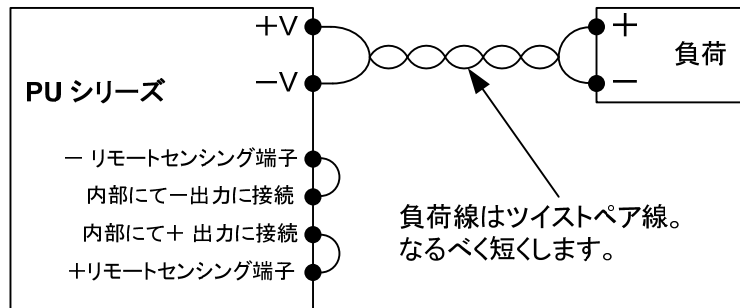 +V
+
負荷
−V
−
PU シリーズ
− リモートセンシング端子
内部にて−出力に接続
内部にて+ 出力に接続
+リモートセンシング端子
負荷線はツイストペア線。
なるべく短くします。